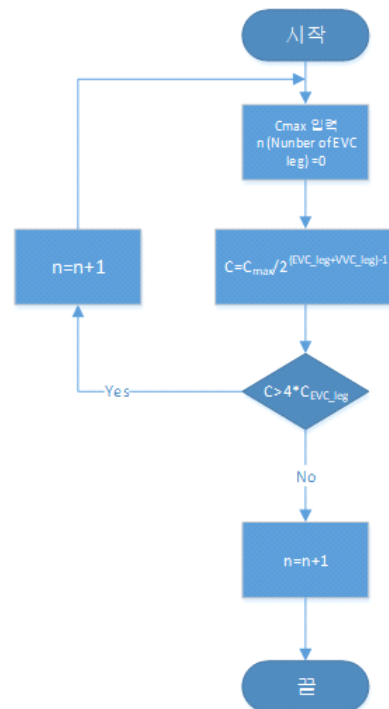 시작
Cmax 입력
n (Nunber of EVC
leg) =0
C=Cmax/2(EVC_leg+VVC_leg)-1
n=n+1
C>4*CEVC_leg
Yes
No
n=n+1
끝